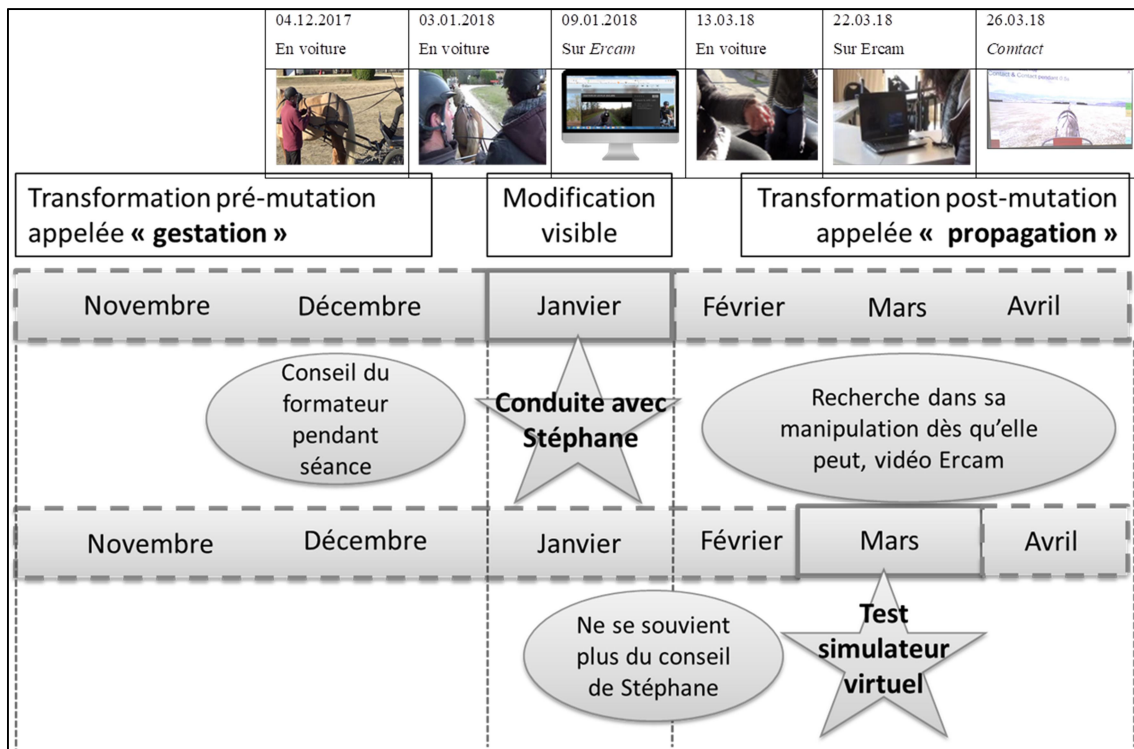 04.12.2017
En voiture
03.01.2018
En voiture
09.01.2018
Sur Ercam
13.03.18
En voiture
22.03.18
Sur Ercam
26.03.18
Comtact
Transformation pré-mutation
appelée « gestation »
Modification
visible
Transformation post-mutation
appelée « propagation »
Novembre Décembre Janvier Février Mars Avril
Conseil du
formateur
pendant
séance
Conduite avec
Stéphane
Recherche dans sa
manipulation dès qu’elle
peut, vidéo Ercam
Novembre Décembre Janvier Février Mars Avril
Ne se souvient
plus du conseil
de Stéphane
Test
simulateur
virtuel